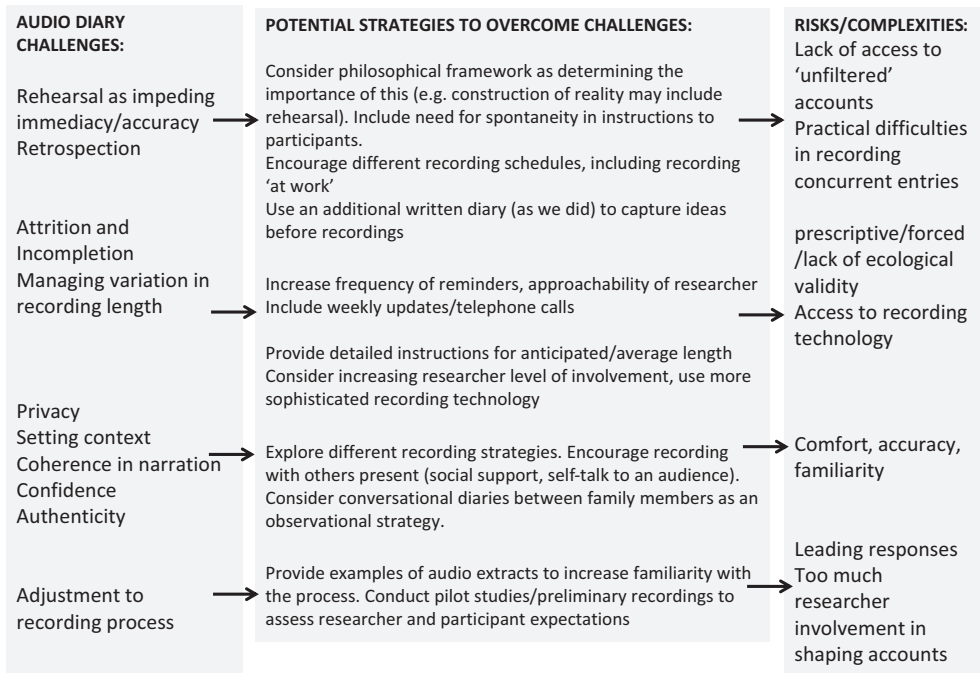 AUDIO DIARY
CHALLENGES:
Rehearsal as impeding
immediacy/accuracy
Retrospection
Attrition and
Incompletion
Managing variation in
recording length
Privacy
Setting context
Coherence in narration
Confidence
Authenticity
Adjustment to
recording process
POTENTIAL STRATEGIES TO OVERCOME CHALLENGES:
Consider philosophical framework as determining the
importance of this (e.g. construction of reality may include
rehearsal). Include need for spontaneity in instructions to
participants.
Encourage different recording schedules, including recording
‘at work’
Use an additional written diary (as we did) to capture ideas
before recordings
Increase frequency of reminders, approachability of researcher
Include weekly updates/telephone calls
Provide detailed instructions for anticipated/average length
Consider increasing researcher level of involvement, use more
sophisticated recording technology
Explore different recording strategies. Encourage recording
with others present (social support, self-talk to an audience).
Consider conversational diaries between family members as an
observational strategy.
Provide examples of audio extracts to increase familiarity with
the process. Conduct pilot studies/preliminary recordings to
assess researcher and participant expectations
RISKS/COMPLEXITIES:
Lack of access to
‘unfiltered’
accounts
Practical difficulties
in recording
concurrent entries
prescriptive/forced
/lack of ecological
validity
Access to recording
technology
Comfort, accuracy,
familiarity
Leading responses
Too much
researcher
involvement in
shaping accounts